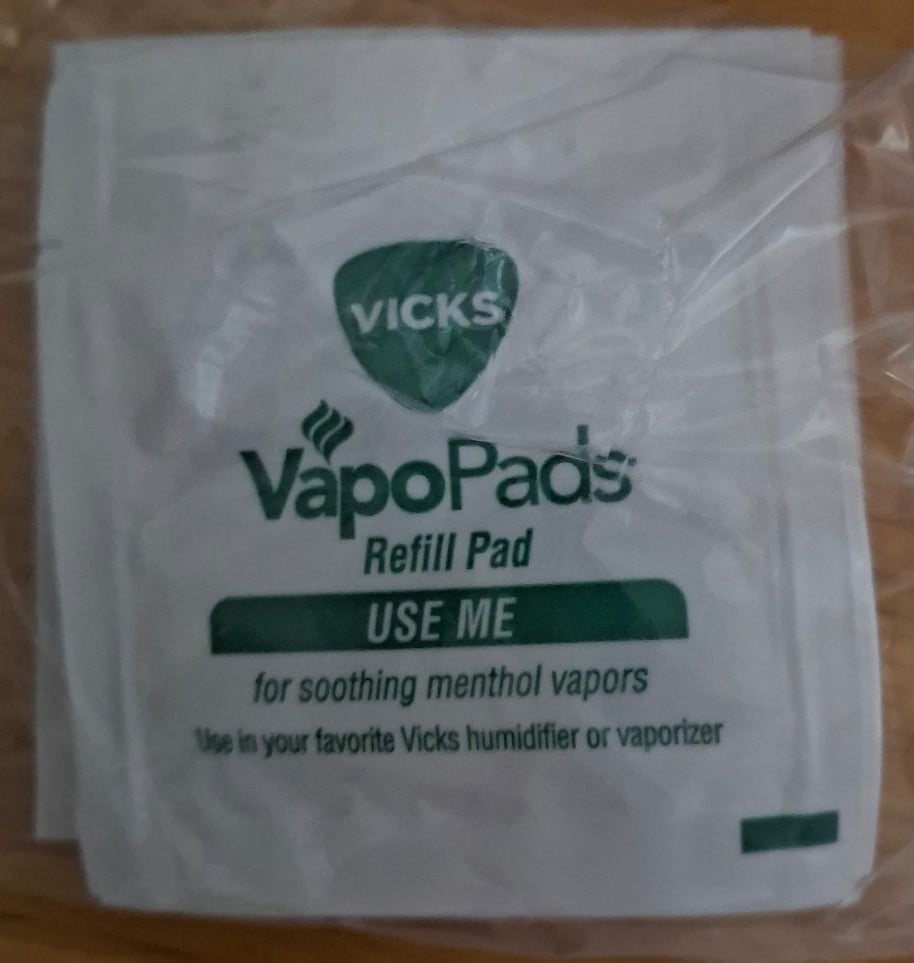 VICKS
VapoPads
Refill Pad
USE ME
for soothing menthol vapors
Use in your favorite Vicks humidifier or vaporizer